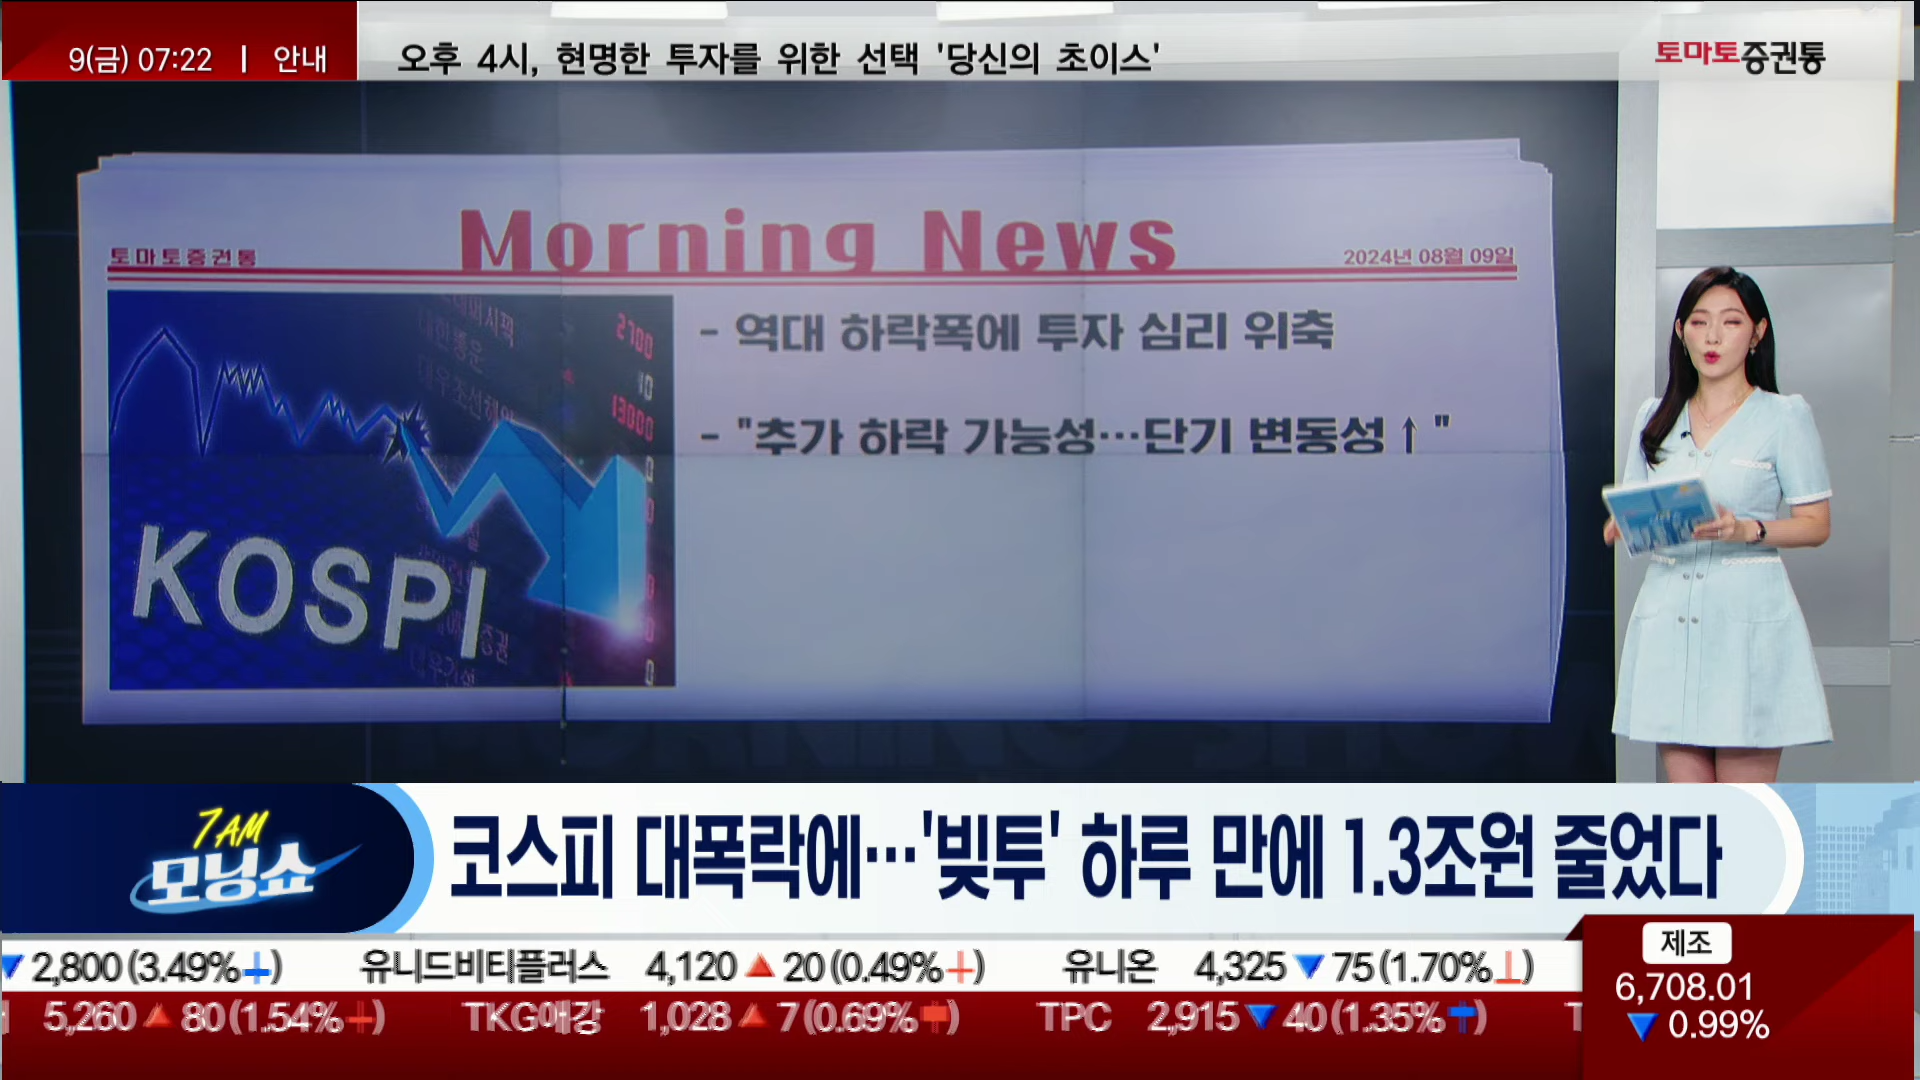 9(금) 07:22 | 안내
오후 4시, 현명한 투자를 위한 선택 '당신의 초이스'
토마토증권통
Morning News
토마토증권통
2024년 08월 09일
- 역대 하락폭에 투자 심리 위축
- "추가 하락 가능성…단기 변동성↑"
2700
10
13000
0
KOSPI
7 AM
모닝쇼
코스피 대폭락에…'빚투' 하루 만에 1.3조원 줄었다
▼ 2,800 (3.49%) 유니드비티플러스 4,120 ▲ 20 (0.49%) 유니온 4,325 ▼ 75 (1.70%)
5,260 ▲ 80 (1.54%) TKG애강 1,028 ▲ 7 (0.69%) TPC 2,915 ▼ 40 (1.35%) T
제조
6,708.01
▼ 0.99%